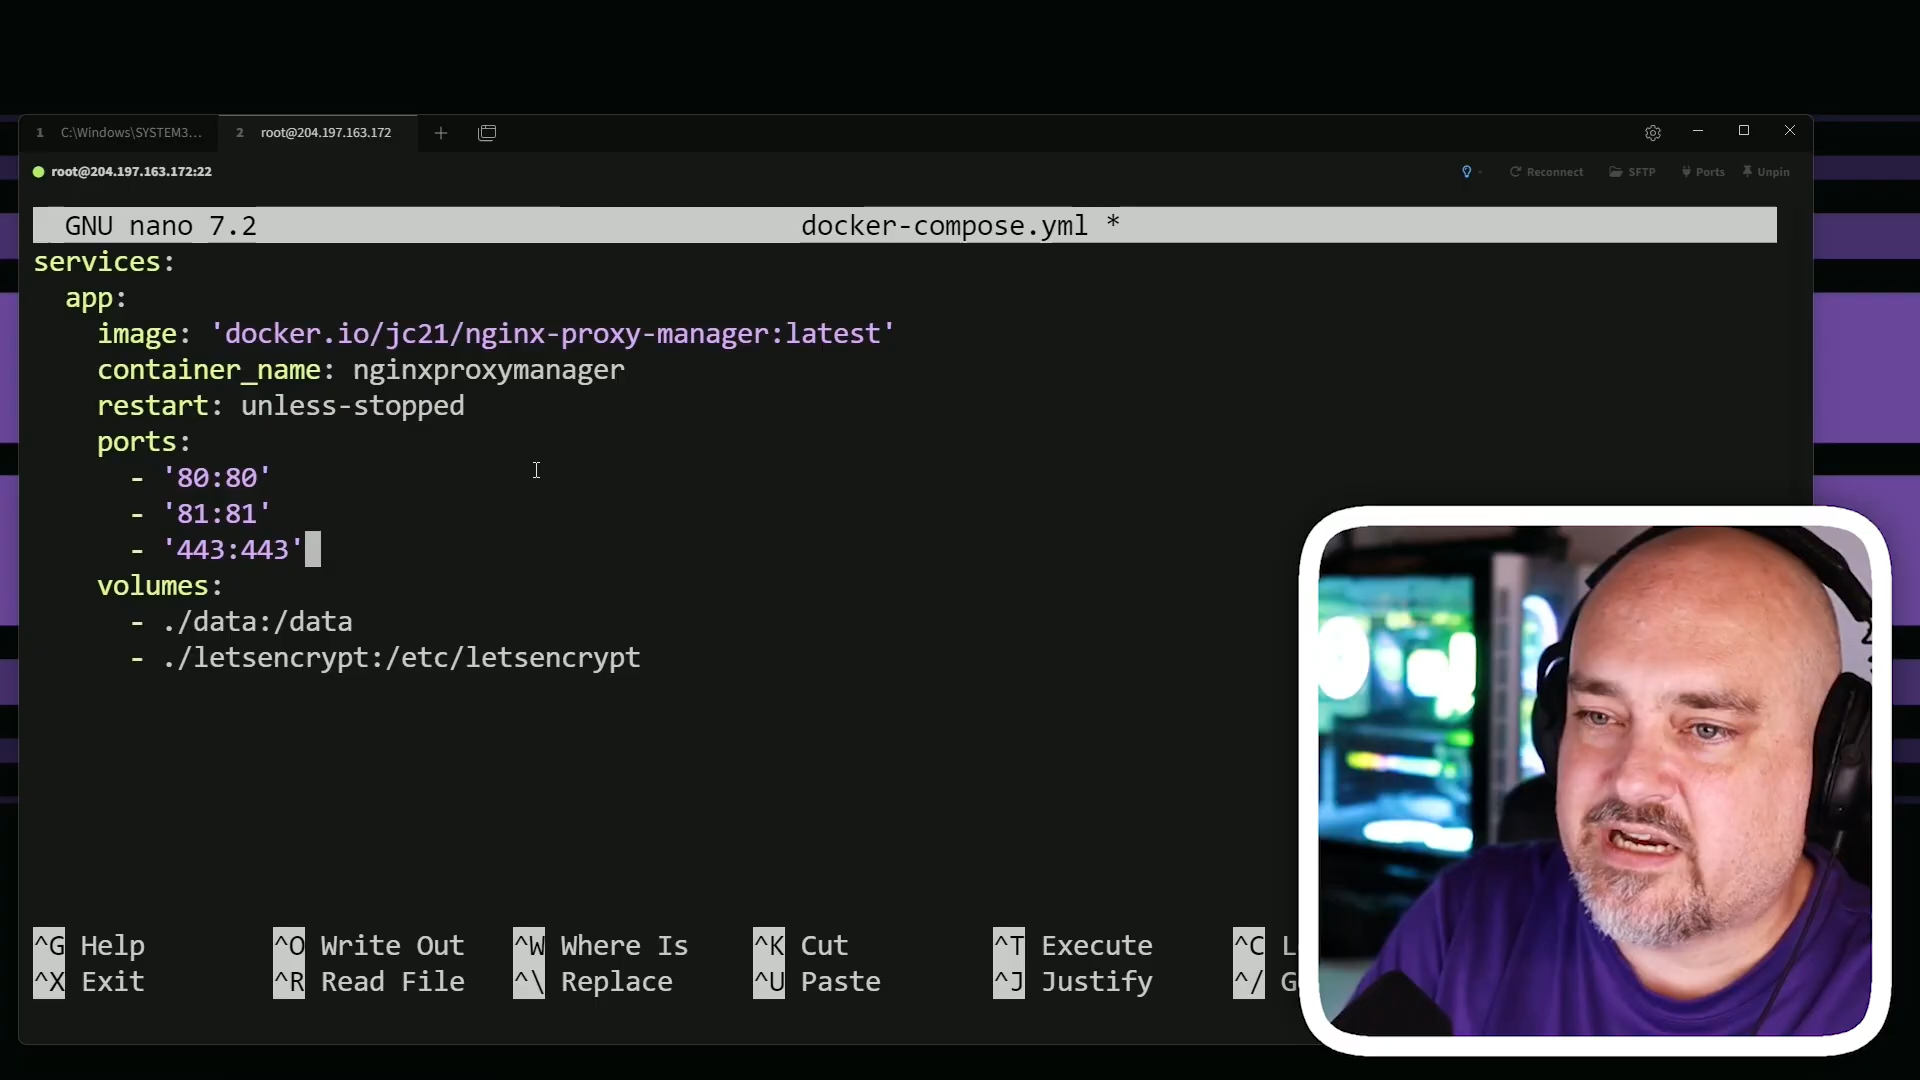 1 C:\Windows\SYSTEM3... 2 root@204.197.163.172
root@204.197.163.172:22 Reconnect SFTP Ports Unpin
GNU nano 7.2 docker-compose.yml *
services:
  app:
    image: 'docker.io/jc21/nginx-proxy-manager:latest'
    container_name: nginxproxymanager
    restart: unless-stopped
    ports:
      - '80:80'
      - '81:81'
      - '443:443'
    volumes:
      - ./data:/data
      - ./letsencrypt:/etc/letsencrypt
^G Help ^O Write Out ^W Where Is ^K Cut ^T Execute ^C L
^X Exit ^R Read File ^\ Replace ^U Paste ^J Justify ^/ G